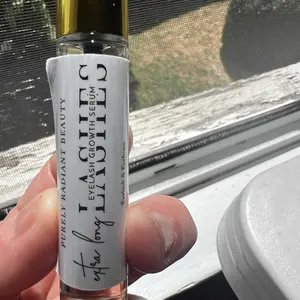 PURELY RADIANT BEAUTY
extra long
LASHES
EYELASH GROWTH SERUM